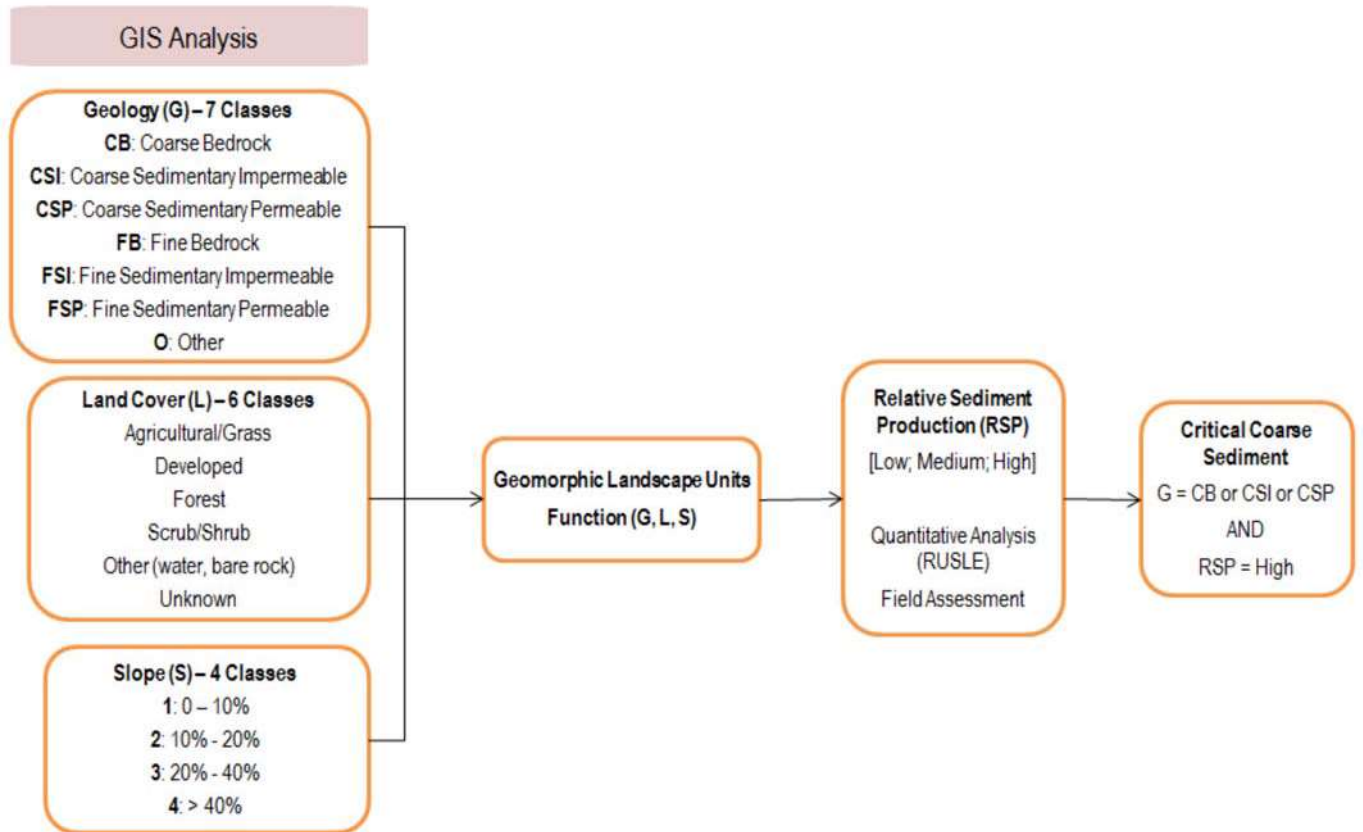 GIS Analysis
Geology (G) – 7 Classes
CB: Coarse Bedrock
CSI: Coarse Sedimentary Impermeable
CSP: Coarse Sedimentary Permeable
FB: Fine Bedrock
FSI: Fine Sedimentary Impermeable
FSP: Fine Sedimentary Permeable
O: Other
Land Cover (L) – 6 Classes
Agricultural/Grass
Developed
Forest
Scrub/Shrub
Other (water, bare rock)
Unknown
Slope (S) – 4 Classes
1: 0 – 10%
2: 10% - 20%
3: 20% - 40%
4: > 40%
Geomorphic Landscape Units
Function (G, L, S)
Relative Sediment
Production (RSP)
[Low; Medium; High]
Quantitative Analysis
(RUSLE)
Field Assessment
Critical Coarse
Sediment
G = CB or CSI or CSP
AND
RSP = High